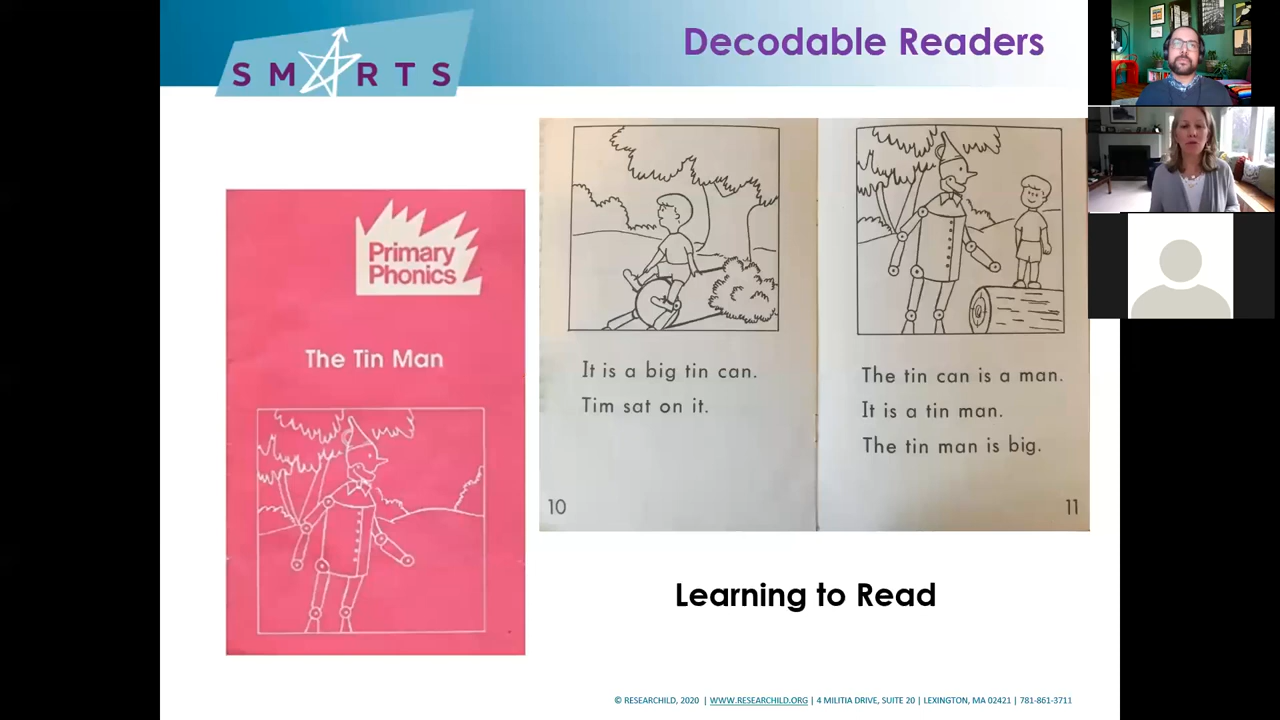 SMARTS
Decodable Readers
Primary
Phonics
The Tin Man
It is a big tin can.
Tim sat on it.
10
The tin can is a man.
It is a tin man.
The tin man is big.
11
Learning to Read
© RESEARCHILD, 2020 | WWW.RESEARCHILD.ORG | 4 MILITIA DRIVE, SUITE 20 | LEXINGTON, MA 02421 | 781-861-3711